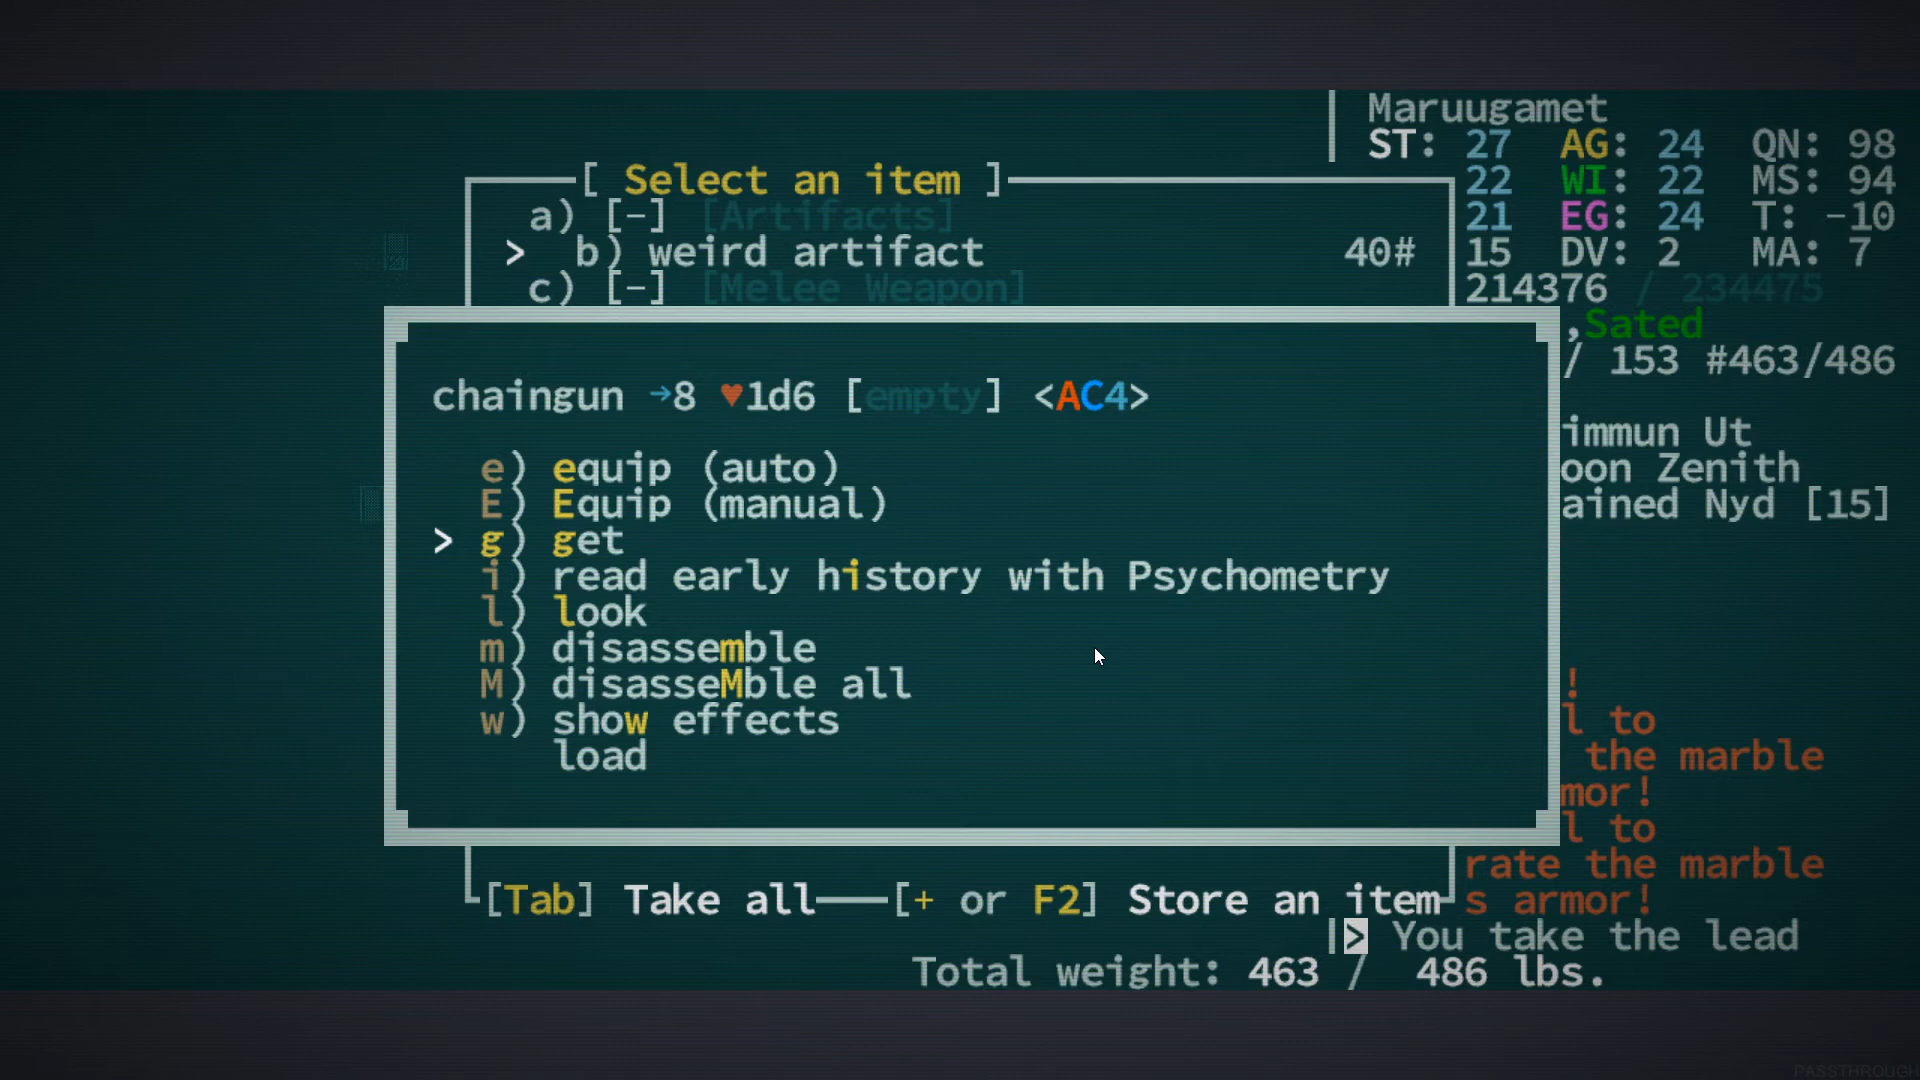 Maruugamet
ST: 27 AG: 24 QN: 98
[ Select an item ]
22 WI: 22 MS: 94
a) [-] [Artifacts]
21 EG: 24 T: -10
> b) weird artifact 40#
15 DV: 2 MA: 7
c) [-] [Melee Weapon]
214376 / 234475
,Sated
/ 153 #463/486
chaingun →8 ♥1d6 [empty] <AC4>
immun Ut
e) equip (auto)
oon Zenith
E) Equip (manual)
ained Nyd [15]
> g) get
i) read early history with Psychometry
l) look
m) disassemble
M) disasseMble all
!
w) show effects
l to
load
the marble
mor!
l to
rate the marble
[Tab] Take all [+ or F2] Store an item
s armor!
> You take the lead
Total weight: 463 / 486 lbs.
PASSTHROUGH